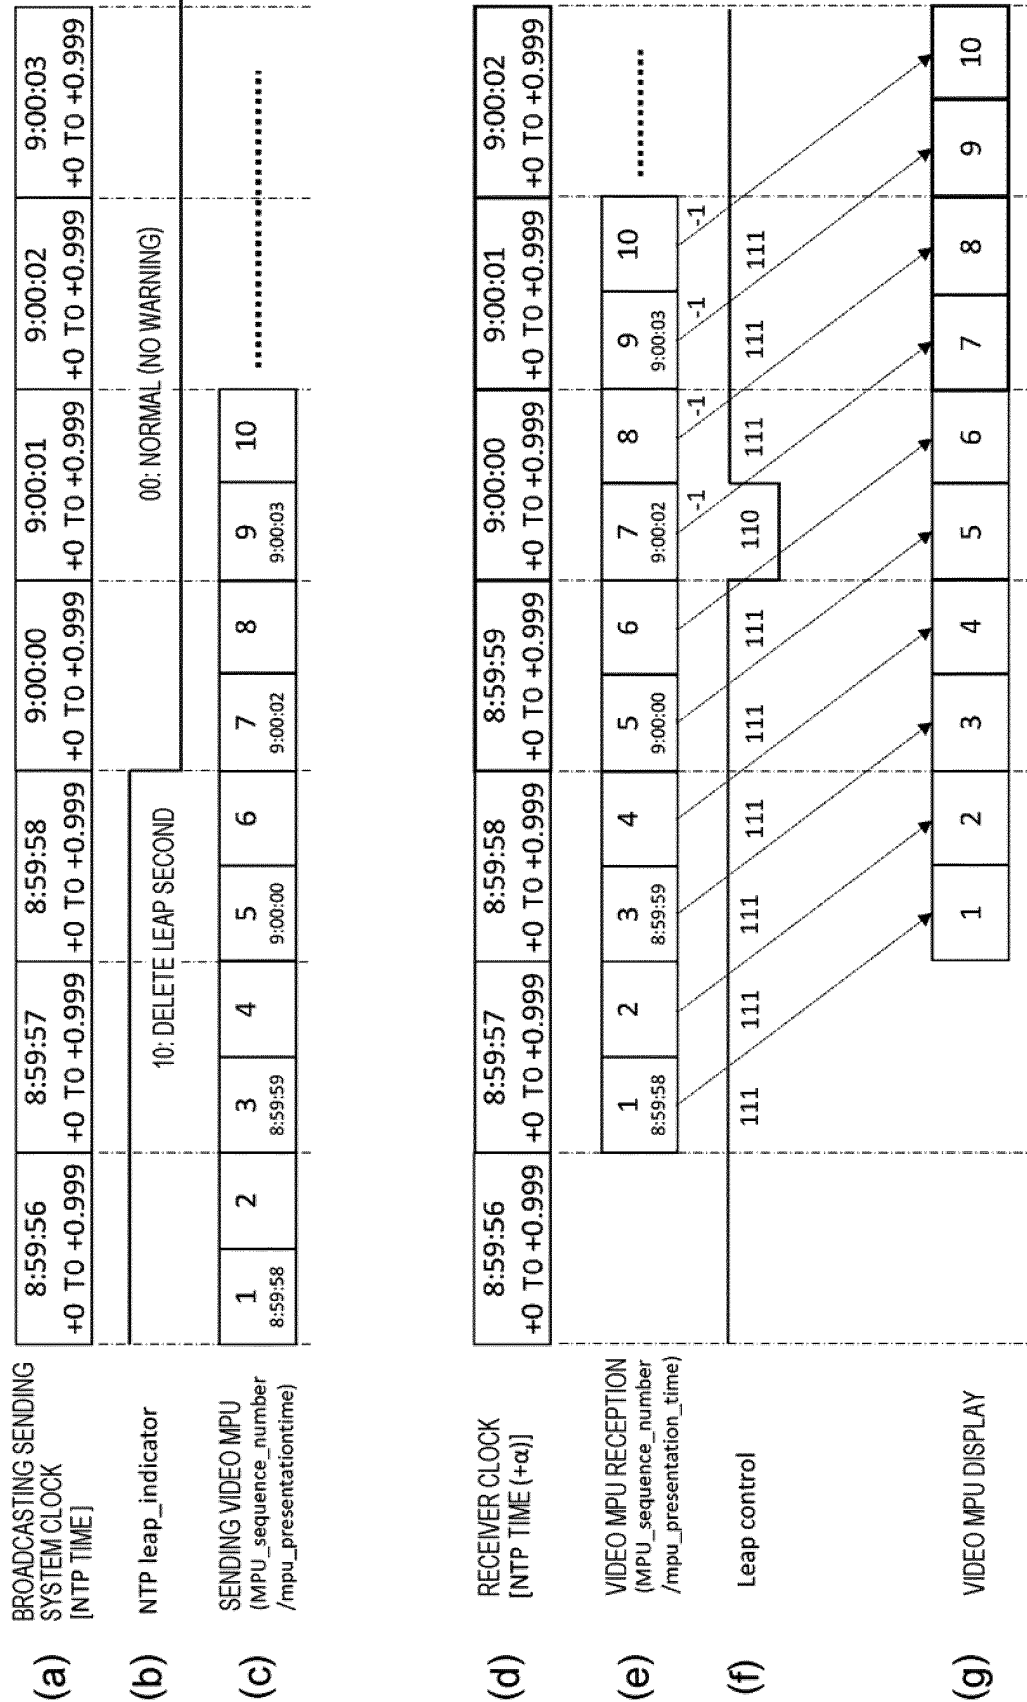 (a)
BROADCASTING SENDING
SYSTEM CLOCK
[NTP TIME]
8:59:56
+0 TO +0.999
8:59:57
+0 TO +0.999
8:59:58
+0 TO +0.999
9:00:00
+0 TO +0.999
9:00:01
+0 TO +0.999
9:00:02
+0 TO +0.999
9:00:03
+0 TO +0.999
(b)
NTP leap_indicator
10: DELETE LEAP SECOND
00: NORMAL (NO WARNING)
(c)
SENDING VIDEO MPU
(MPU_sequence_number
/mpu_presentationtime)
1
8:59:58
2
3
8:59:59
4
5
9:00:00
6
7
9:00:02
8
9
9:00:03
10
(d)
RECEIVER CLOCK
[NTP TIME (+α)]
8:59:56
+0 TO +0.999
8:59:57
+0 TO +0.999
8:59:58
+0 TO +0.999
8:59:59
+0 TO +0.999
9:00:00
+0 TO +0.999
9:00:01
+0 TO +0.999
9:00:02
+0 TO +0.999
(e)
VIDEO MPU RECEPTION
(MPU_sequence_number
/mpu_presentation_time)
1
8:59:58
2
3
8:59:59
4
5
9:00:00
6
7
9:00:02
8
9
9:00:03
10
-1
-1
-1
-1
(f)
Leap control
111
111
111
111
111
111
110
111
111
111
(g)
VIDEO MPU DISPLAY
1
2
3
4
5
6
7
8
9
10